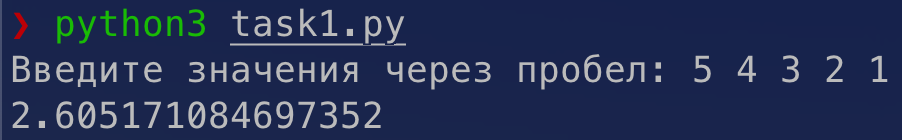 ❯ python3 task1.py
Введите значения через пробел: 5 4 3 2 1
2.605171084697352